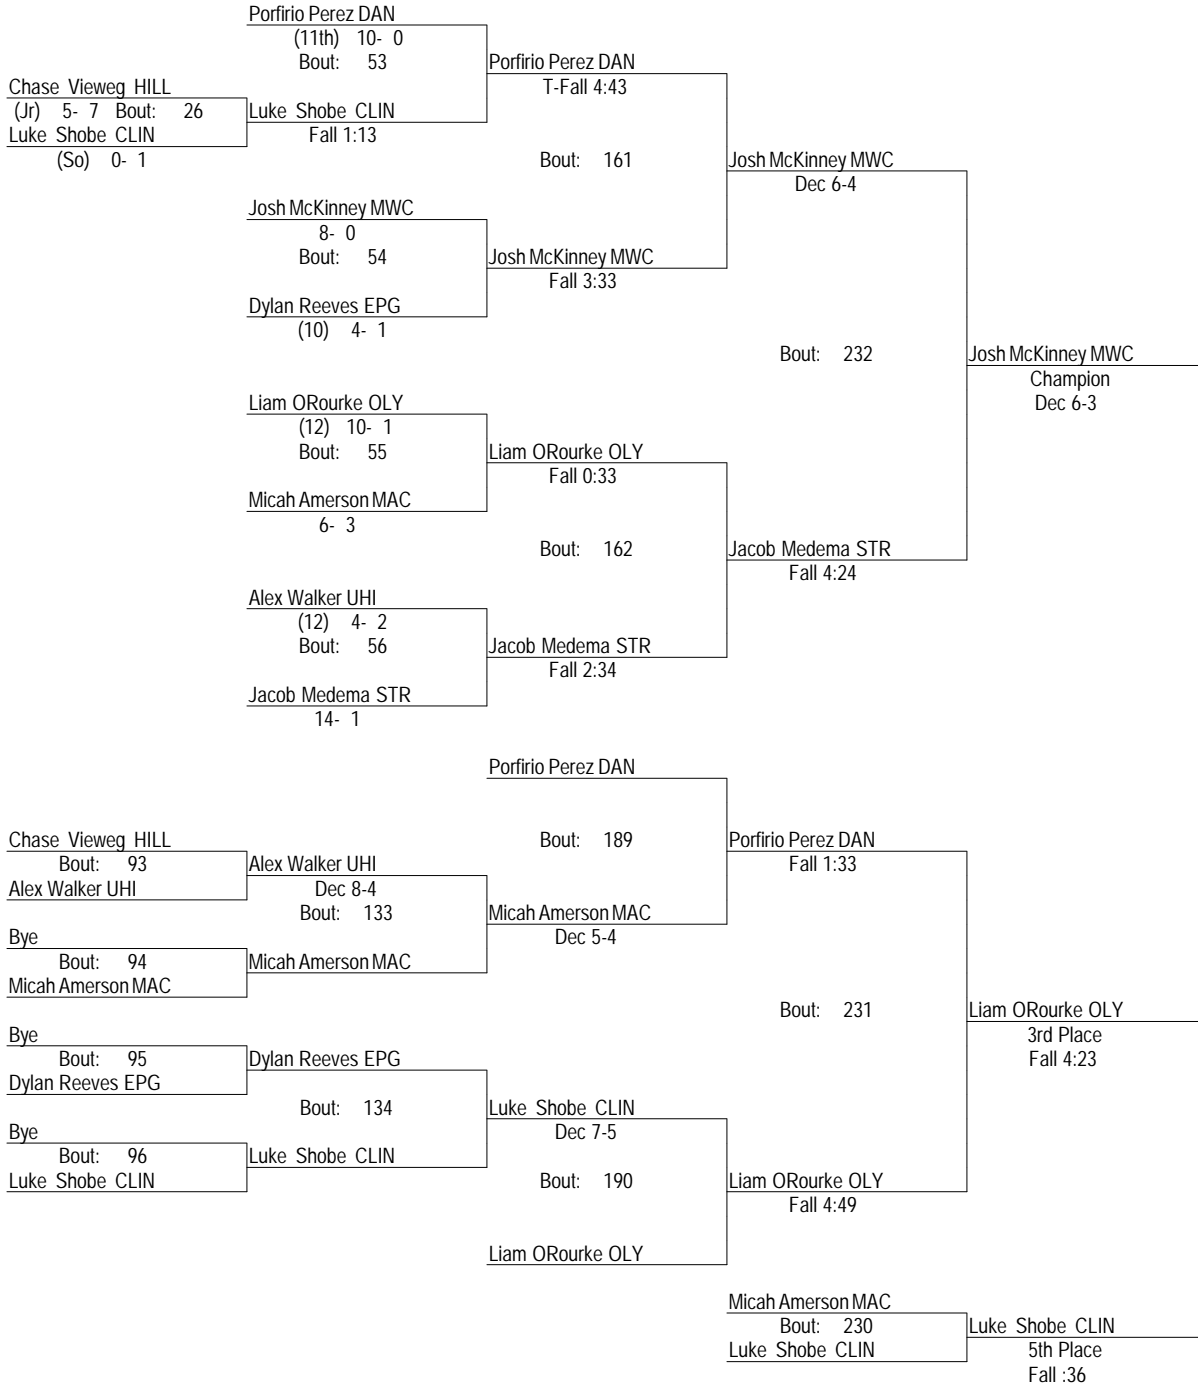 Porfirio Perez DAN
(11th) 10- 0
Bout: 53
Porfirio Perez DAN
T-Fall 4:43
Chase Vieweg HILL
(Jr) 5- 7 Bout: 26
Luke Shobe CLIN
(So) 0- 1
Luke Shobe CLIN
Fall 1:13
Bout: 161
Josh McKinney MWC
Dec 6-4
Josh McKinney MWC
8- 0
Bout: 54
Josh McKinney MWC
Fall 3:33
Dylan Reeves EPG
(10) 4- 1
Bout: 232
Josh McKinney MWC
Champion
Dec 6-3
Liam ORourke OLY
(12) 10- 1
Bout: 55
Liam ORourke OLY
Fall 0:33
Micah Amerson MAC
6- 3
Bout: 162
Jacob Medema STR
Fall 4:24
Alex Walker UHI
(12) 4- 2
Bout: 56
Jacob Medema STR
Fall 2:34
Jacob Medema STR
14- 1
Porfirio Perez DAN
Bout: 189
Porfirio Perez DAN
Fall 1:33
Chase Vieweg HILL
Bout: 93
Alex Walker UHI
Alex Walker UHI
Dec 8-4
Bout: 133
Micah Amerson MAC
Dec 5-4
Bye
Bout: 94
Micah Amerson MAC
Micah Amerson MAC
Bout: 231
Liam ORourke OLY
3rd Place
Fall 4:23
Bye
Bout: 95
Dylan Reeves EPG
Dylan Reeves EPG
Bout: 134
Luke Shobe CLIN
Dec 7-5
Bye
Bout: 96
Luke Shobe CLIN
Luke Shobe CLIN
Bout: 190
Liam ORourke OLY
Fall 4:49
Liam ORourke OLY
Micah Amerson MAC
Bout: 230
Luke Shobe CLIN
Luke Shobe CLIN
5th Place
Fall :36